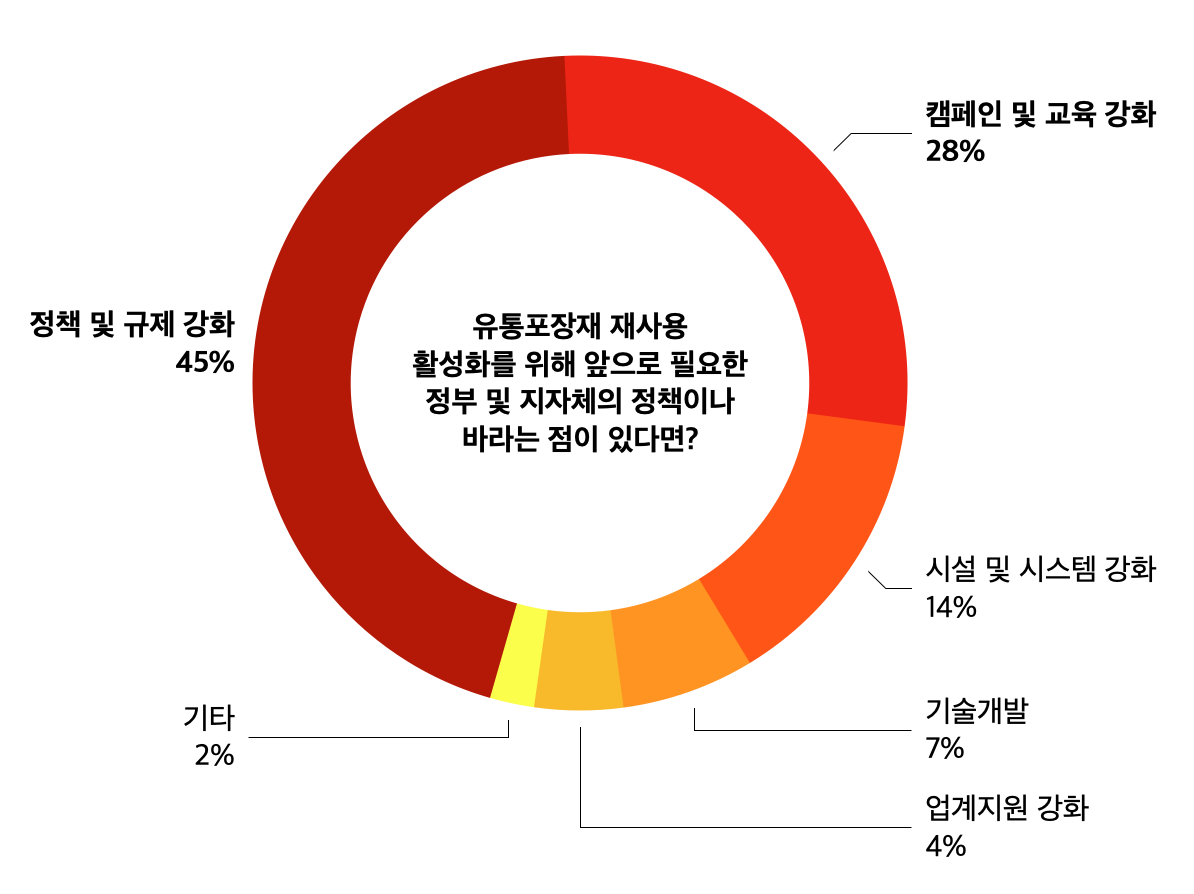 캠페인 및 교육 강화
28%
정책 및 규제 강화
45%
유통포장재 재사용
활성화를 위해 앞으로 필요한
정부 및 지자체의 정책이나
바라는 점이 있다면?
시설 및 시스템 강화
14%
기타
2%
기술개발
7%
업계지원 강화
4%